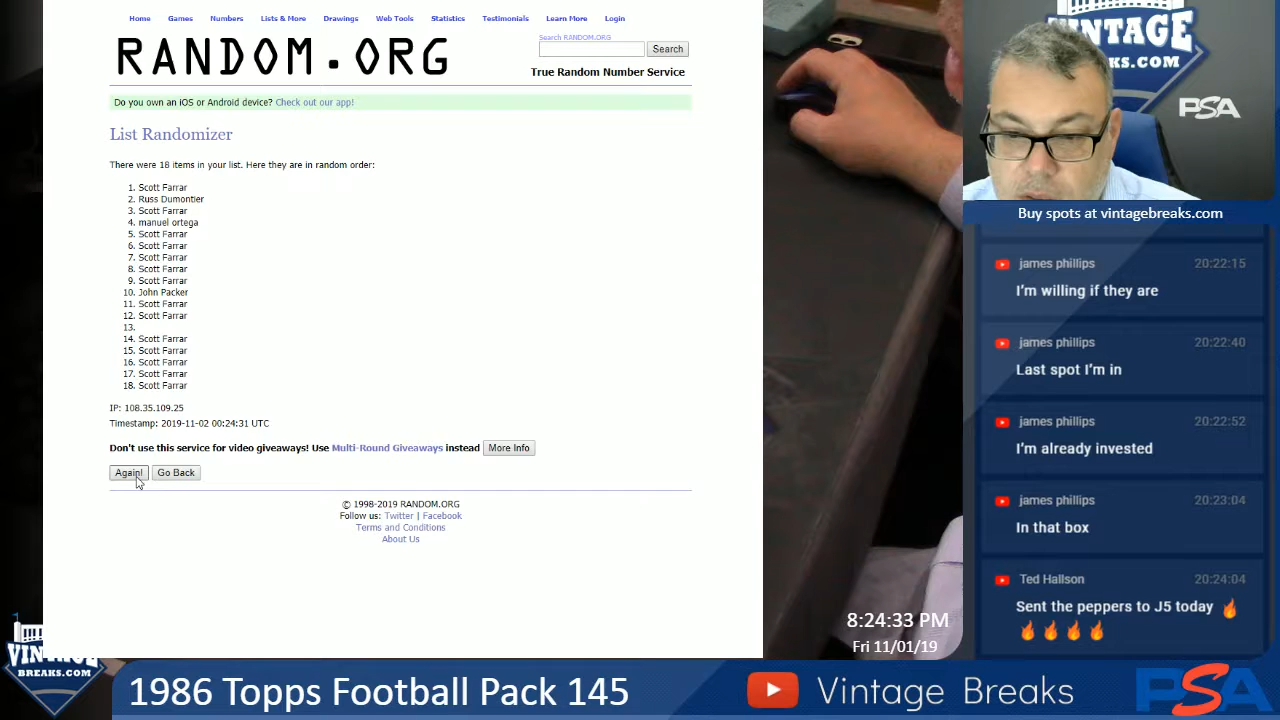 Home Games Numbers Lists & More Drawings Web Tools Statistics Testimonials Learn More Login
RANDOM.ORG
Search RANDOM.ORG
Search
True Random Number Service
Do you own an iOS or Android device? Check out our app!
List Randomizer
There were 18 items in your list. Here they are in random order:
1. Scott Farrar
2. Russ Dumontier
3. Scott Farrar
4. manuel ortega
5. Scott Farrar
6. Scott Farrar
7. Scott Farrar
8. Scott Farrar
9. Scott Farrar
10. John Packer
11. Scott Farrar
12. Scott Farrar
13.
14. Scott Farrar
15. Scott Farrar
16. Scott Farrar
17. Scott Farrar
18. Scott Farrar
IP: 108.35.109.25
Timestamp: 2019-11-02 00:24:31 UTC
Don't use this service for video giveaways! Use Multi-Round Giveaways instead More Info
Again! Go Back
© 1998-2019 RANDOM.ORG
Follow us: Twitter | Facebook
Terms and Conditions
About Us
VINTAGE
BREAKS.COM
PSA
Buy spots at vintagebreaks.com
james phillips 20:22:15
I'm willing if they are
james phillips 20:22:40
Last spot I'm in
james phillips 20:22:52
I'm already invested
james phillips 20:23:04
In that box
Ted Hallson 20:24:04
Sent the peppers to J5 today 🔥
🔥🔥🔥🔥
8:24:33 PM
Fri 11/01/19
VINTAGE
BREAKS.COM
1986 Topps Football Pack 145
Vintage Breaks
PSA